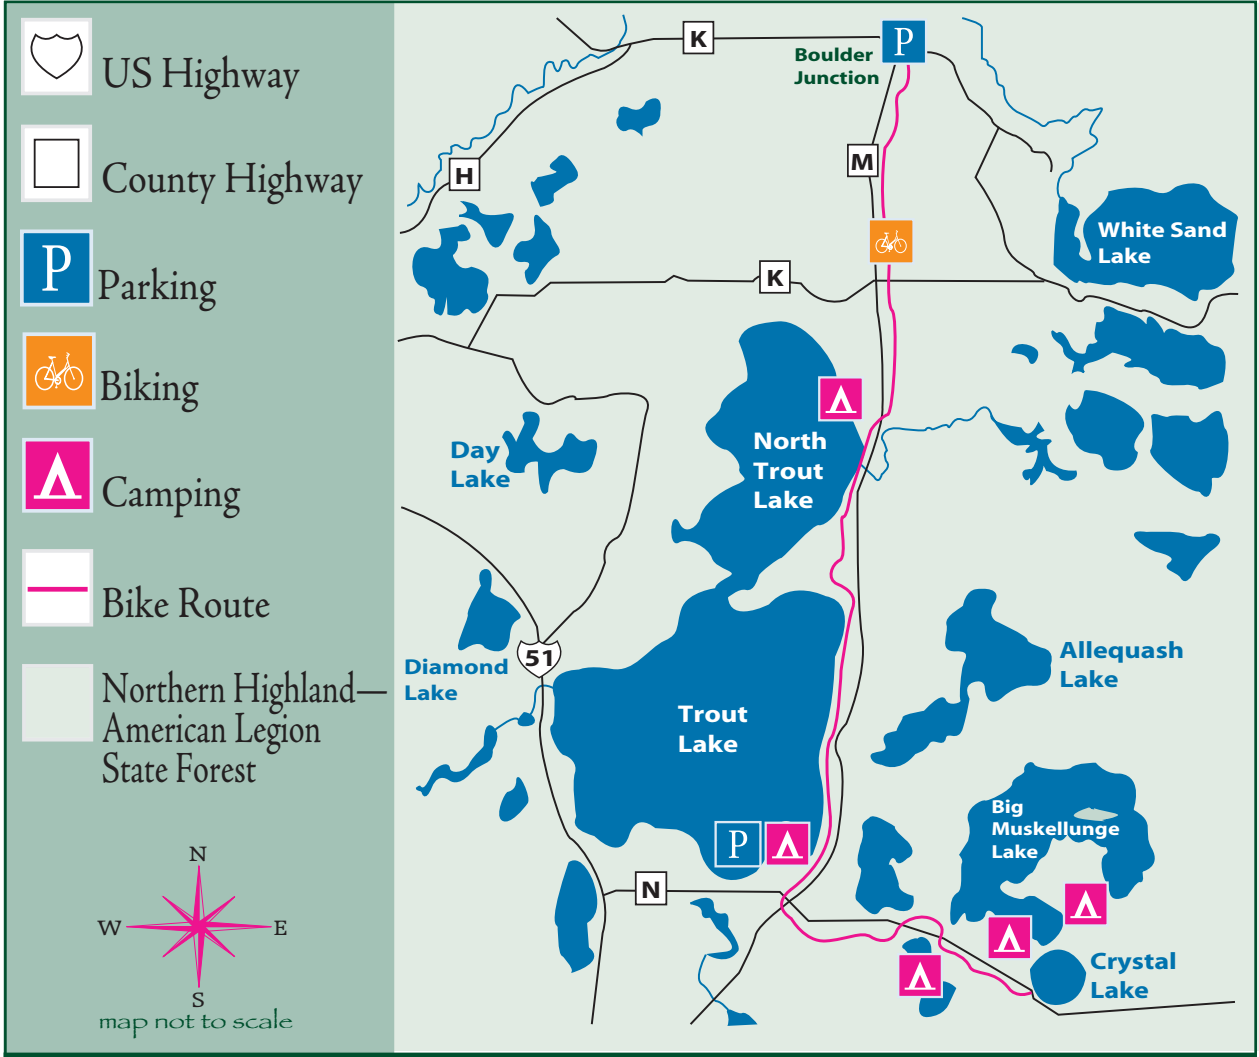 US Highway
County Highway
P
Parking
Biking
Camping
Bike Route
Northern Highland—
American Legion
State Forest
N
W
E
S
map not to scale
K
P
Boulder
Junction
M
H
White Sand
Lake
K
Day
Lake
North
Trout
Lake
51
Diamond
Lake
Allequash
Lake
Trout
Lake
Big
Muskellunge
Lake
P
N
Crystal
Lake